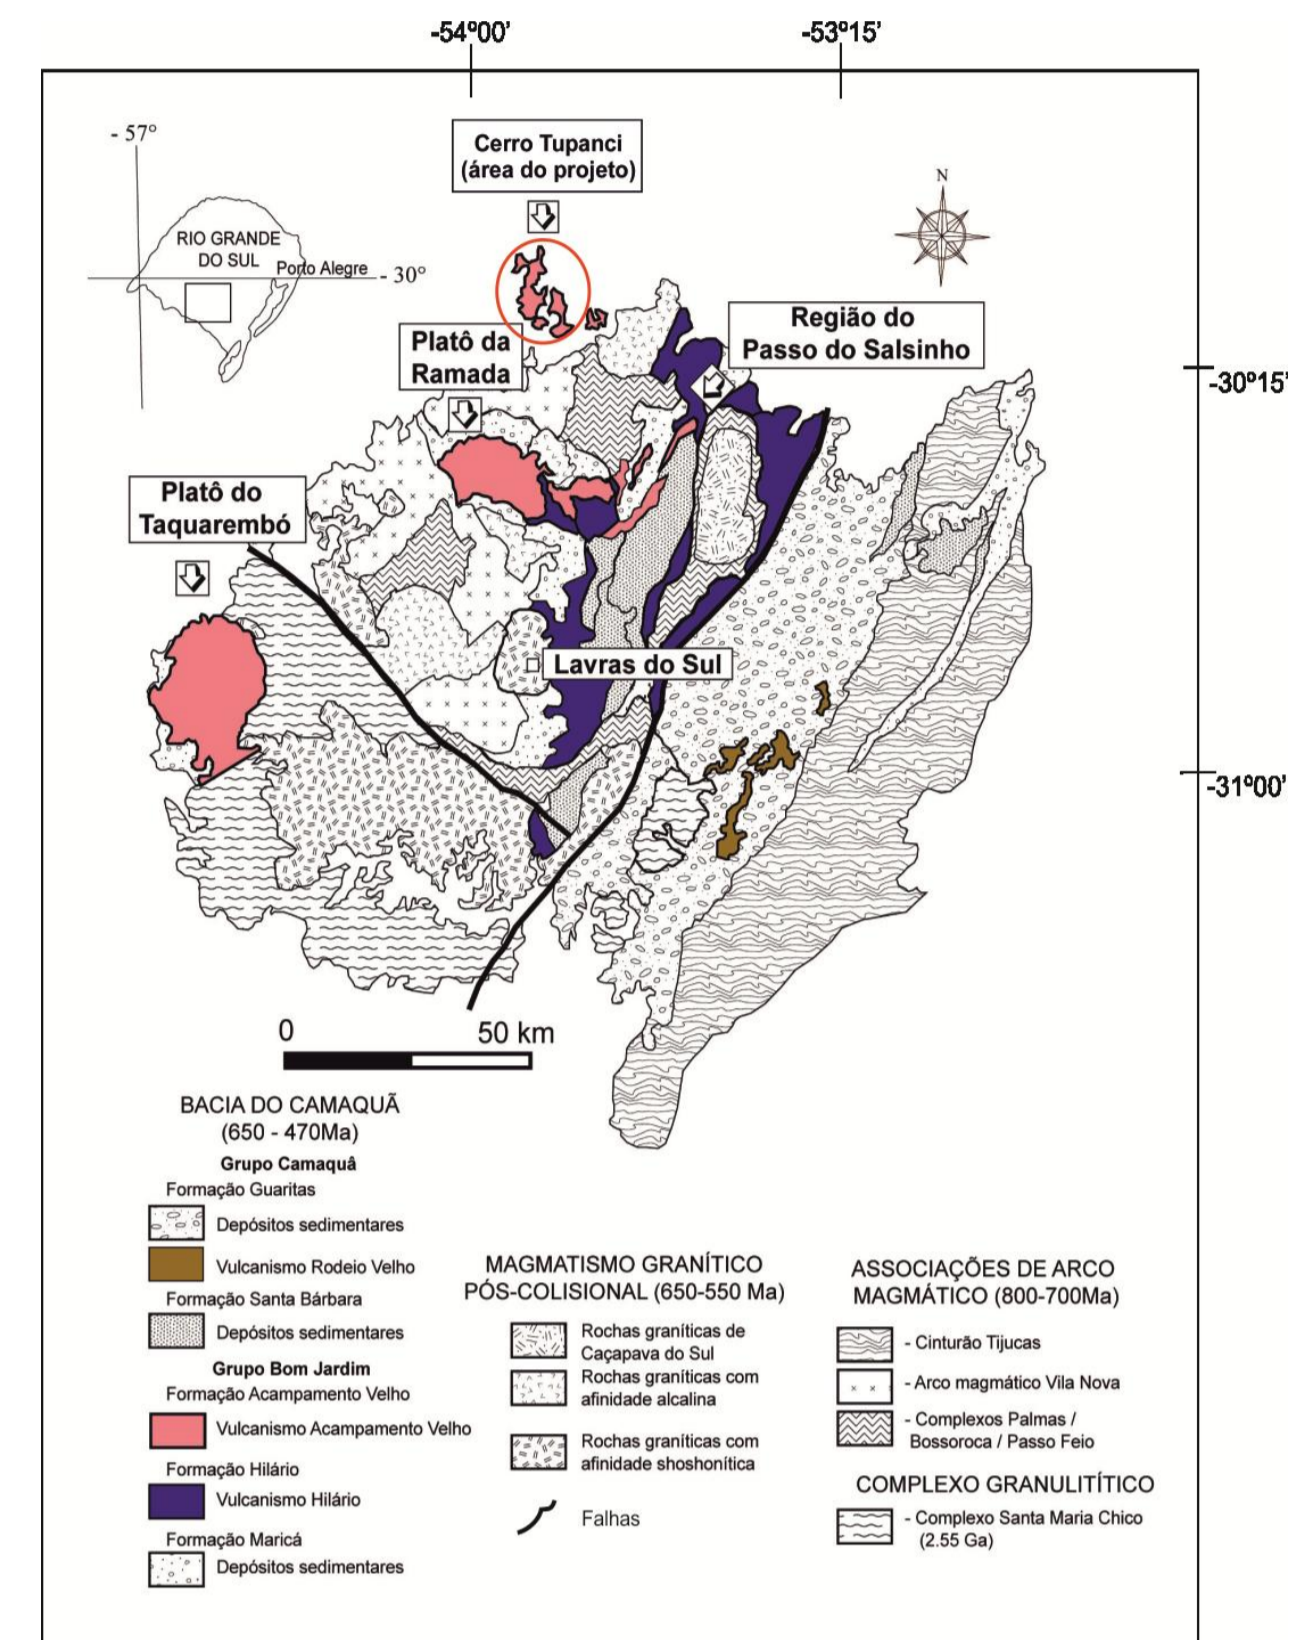 -54º00'
-53º15'
- 57º
Cerro Tupanci
(área do projeto)
N
RIO GRANDE
DO SUL
Porto Alegre
- 30º
Região do
Passo do Salsinho
Platô da
Ramada
-30º15'
Platô do
Taquarembó
Lavras do Sul
-31º00'
0
50 km
BACIA DO CAMAQUÃ
(650 - 470Ma)
Grupo Camaquâ
Formação Guaritas
Depósitos sedimentares
Vulcanismo Rodeio Velho
Formação Santa Bárbara
Depósitos sedimentares
Grupo Bom Jardim
Formação Acampamento Velho
Vulcanismo Acampamento Velho
Formação Hilário
Vulcanismo Hilário
Formação Maricá
Depósitos sedimentares
MAGMATISMO GRANÍTICO
PÓS-COLISIONAL (650-550 Ma)
Rochas graníticas de
Caçapava do Sul
Rochas graníticas com
afinidade alcalina
Rochas graníticas com
afinidade shoshonítica
Falhas
ASSOCIAÇÕES DE ARCO
MAGMÁTICO (800-700Ma)
- Cinturão Tijucas
- Arco magmático Vila Nova
- Complexos Palmas /
Bossoroca / Passo Feio
COMPLEXO GRANULITÍTICO
- Complexo Santa Maria Chico
(2.55 Ga)